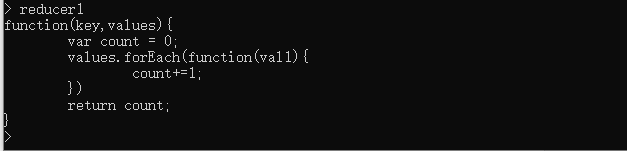 > reducer1
function(key,values){
        var count = 0;
        values.forEach(function(val1){
                count+=1;
        })
        return count;
}
>